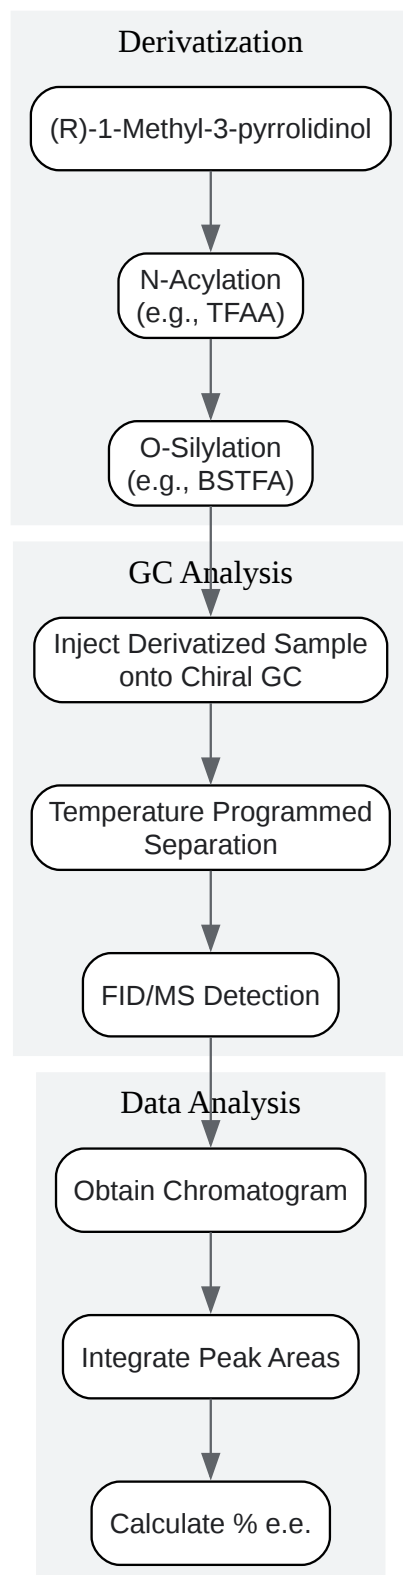 Derivatization
(R)-1-Methyl-3-pyrrolidinol
N-Acylation
(e.g., TFAA)
O-Silylation
(e.g., BSTFA)
GC Analysis
Inject Derivatized Sample
onto Chiral GC
Temperature Programmed
Separation
FID/MS Detection
Data Analysis
Obtain Chromatogram
Integrate Peak Areas
Calculate % e.e.